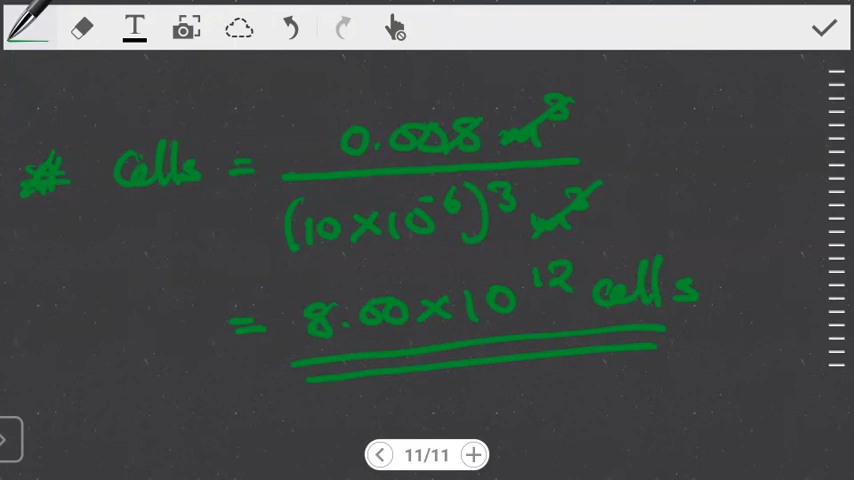 T
# Cells = 0.008 m³
(10×10⁻⁶)³ m³
= 8.00×10¹² cells
11/11